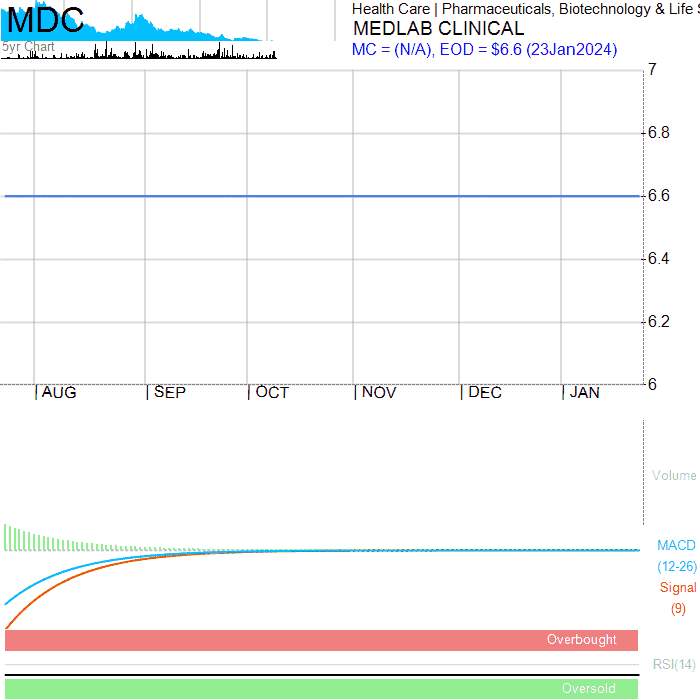 MDC
5yr Chart
Health Care | Pharmaceuticals, Biotechnology & Life
MEDLAB CLINICAL
MC = (N/A), EOD = $6.6 (23Jan2024)
7
6.8
6.6
6.4
6.2
6
| AUG | SEP | OCT | NOV | DEC | JAN
Volume
MACD
(12-26)
Signal
(9)
Overbought
RSI(14)
Oversold